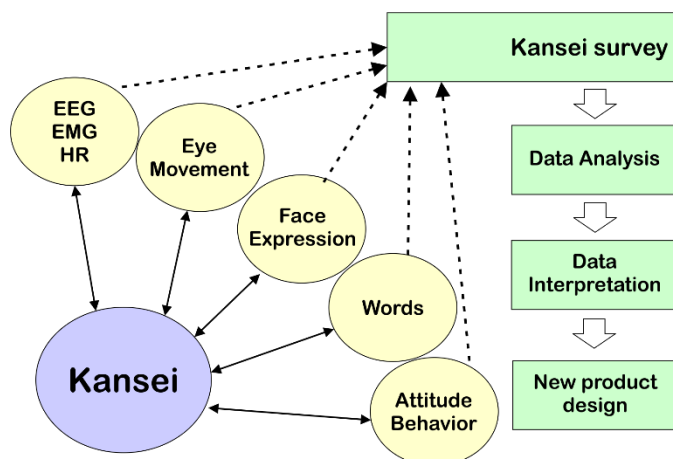 Kansei survey
EEG
EMG
HR
Eye
Movement
Data Analysis
Face
Expression
Data
Interpretation
Words
Kansei
New product
design
Attitude
Behavior